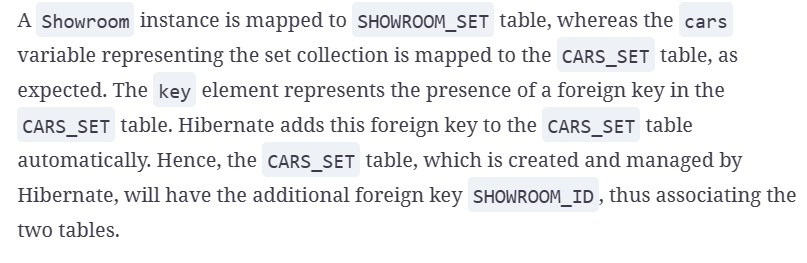 A Showroom instance is mapped to SHOWROOM_SET table, whereas the cars
variable representing the set collection is mapped to the CARS_SET table, as
expected. The key element represents the presence of a foreign key in the
CARS_SET table. Hibernate adds this foreign key to the CARS_SET table
automatically. Hence, the CARS_SET table, which is created and managed by
Hibernate, will have the additional foreign key SHOWROOM_ID, thus associating the
two tables.